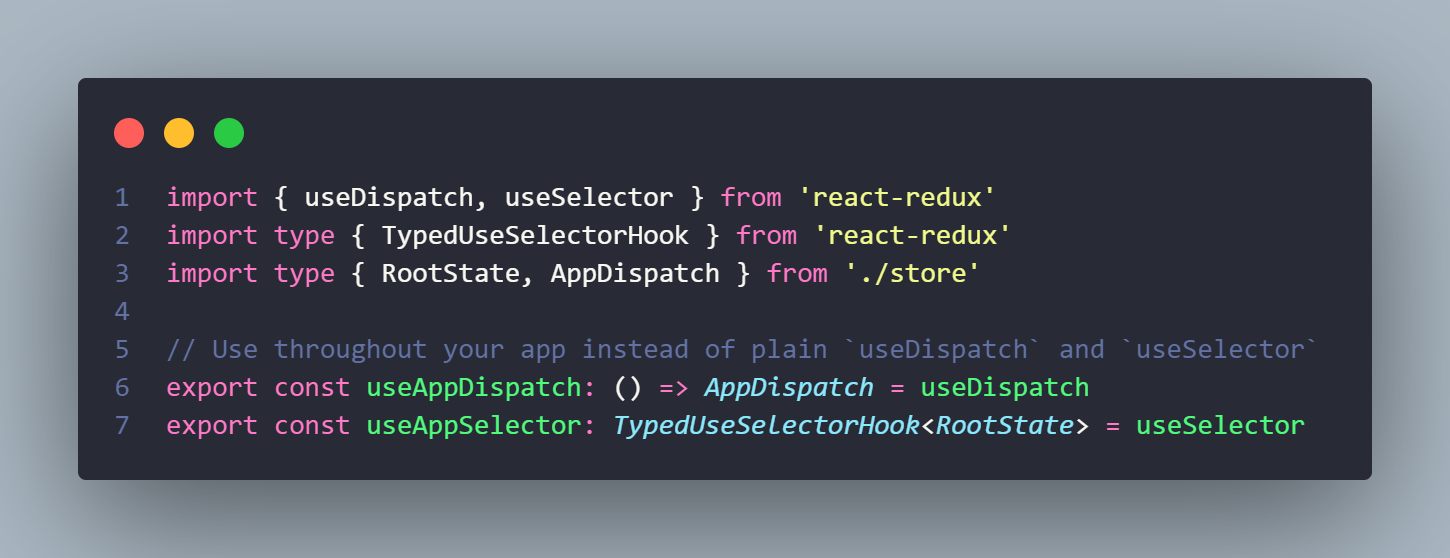 1 import { useDispatch, useSelector } from 'react-redux'
2 import type { TypedUseSelectorHook } from 'react-redux'
3 import type { RootState, AppDispatch } from './store'
4
5 // Use throughout your app instead of plain `useDispatch` and `useSelector`
6 export const useAppDispatch: () => AppDispatch = useDispatch
7 export const useAppSelector: TypedUseSelectorHook<RootState> = useSelector